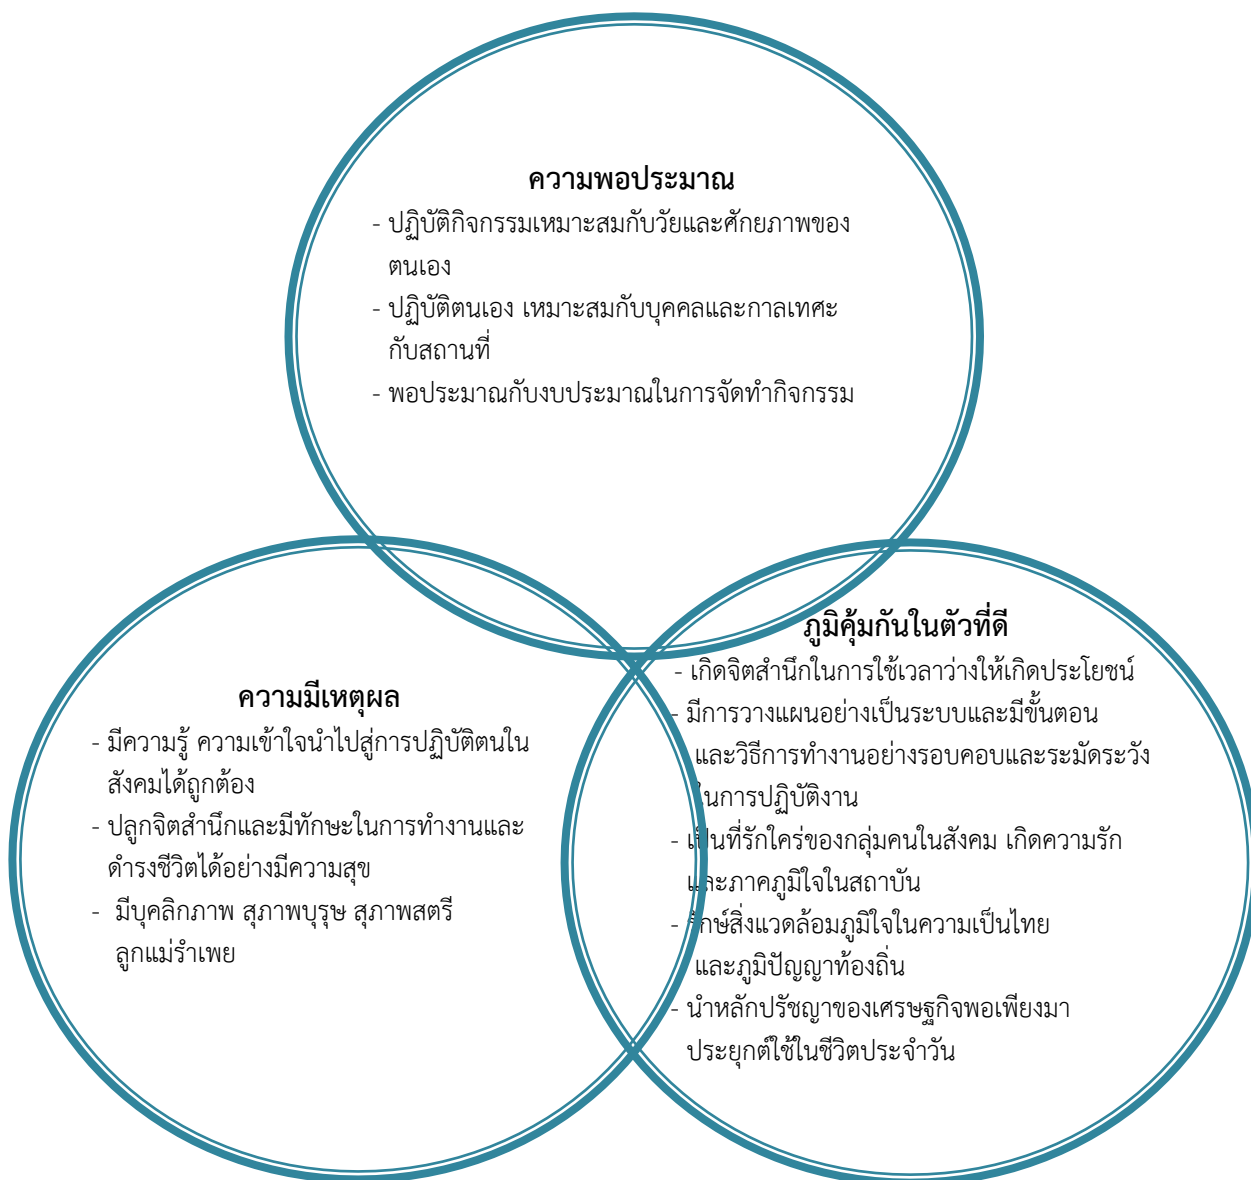 ความพอประมาณ
- ปฏิบัติกิจกรรมเหมาะสมกับวัยและศักยภาพของ
ตนเอง
- ปฏิบัติตนเอง เหมาะสมกับบุคคลและกาลเทศะ
กับสถานที่
- พอประมาณกับงบประมาณในการจัดทำกิจกรรม
ความมีเหตุผล
- มีความรู้ ความเข้าใจนำไปสู่การปฏิบัติตนใน
สังคมได้ถูกต้อง
- ปลูกจิตสำนึกและมีทักษะในการทำงานและ
ดำรงชีวิตได้อย่างมีความสุข
- มีบุคลิกภาพ สุภาพบุรุษ สุภาพสตรี
ลูกแม่รำเพย
ภูมิคุ้มกันในตัวที่ดี
- เกิดจิตสำนึกในการใช้เวลาว่างให้เกิดประโยชน์
- มีการวางแผนอย่างเป็นระบบและมีขั้นตอน
และวิธีการทำงานอย่างรอบคอบและระมัดระวัง
ในการปฏิบัติงาน
- เป็นที่รักใคร่ของกลุ่มคนในสังคม เกิดความรัก
และภาคภูมิใจในสถาบัน
- รักษ์สิ่งแวดล้อมภูมิใจในความเป็นไทย
และภูมิปัญญาท้องถิ่น
- นำหลักปรัชญาของเศรษฐกิจพอเพียงมา
ประยุกต์ใช้ในชีวิตประจำวัน